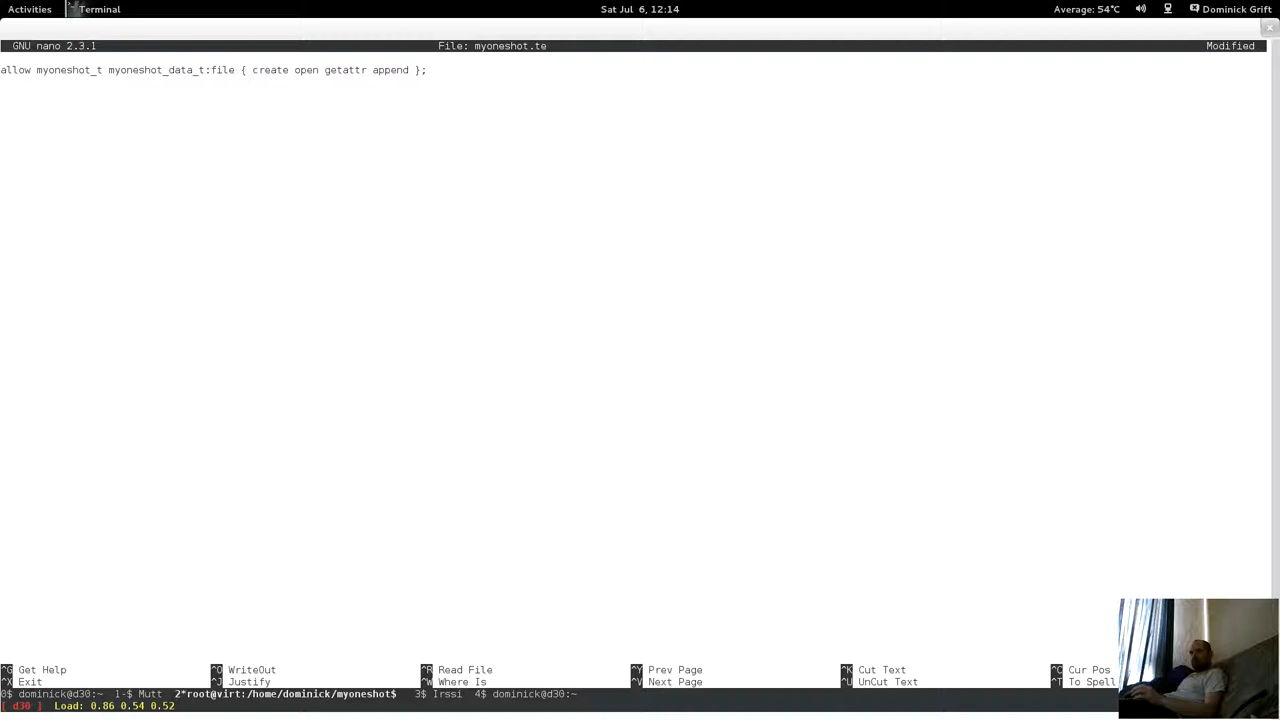 Activities Terminal Sat Jul 6, 12:14 Average: 54°C Dominick Grift
GNU nano 2.3.1 File: myoneshot.te Modified
allow myoneshot_t myoneshot_data_t:file { create open getattr append };
^G Get Help ^O WriteOut ^R Read File ^Y Prev Page ^K Cut Text ^C Cur Pos
^X Exit ^J Justify ^W Where Is ^V Next Page ^U UnCut Text ^T To Spell
0$ dominick@d30:~ 1-$ Mutt 2*root@virt:/home/dominick/myoneshot$ 3$ Irssi 4$ dominick@d30:~
[ d30 ] Load: 0.86 0.54 0.52